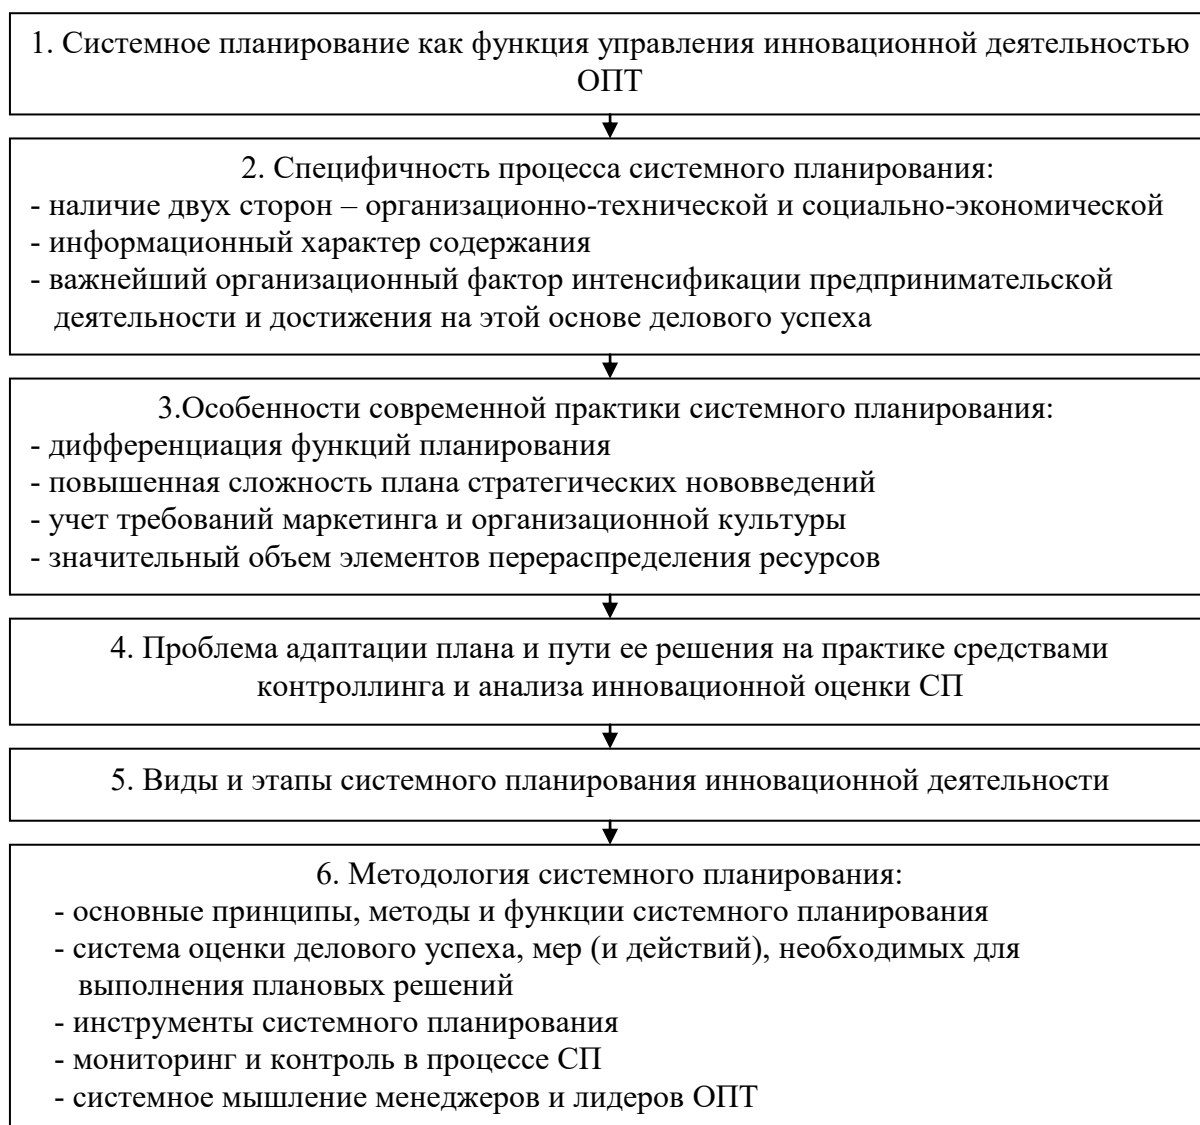 1. Системное планирование как функция управления инновационной деятельностью
ОПТ
2. Специфичность процесса системного планирования:
- наличие двух сторон – организационно-технической и социально-экономической
- информационный характер содержания
- важнейший организационный фактор интенсификации предпринимательской
деятельности и достижения на этой основе делового успеха
3.Особенности современной практики системного планирования:
- дифференциация функций планирования
- повышенная сложность плана стратегических нововведений
- учет требований маркетинга и организационной культуры
- значительный объем элементов перераспределения ресурсов
4. Проблема адаптации плана и пути ее решения на практике средствами
контроллинга и анализа инновационной оценки СП
5. Виды и этапы системного планирования инновационной деятельности
6. Методология системного планирования:
- основные принципы, методы и функции системного планирования
- система оценки делового успеха, мер (и действий), необходимых для
выполнения плановых решений
- инструменты системного планирования
- мониторинг и контроль в процессе СП
- системное мышление менеджеров и лидеров ОПТ